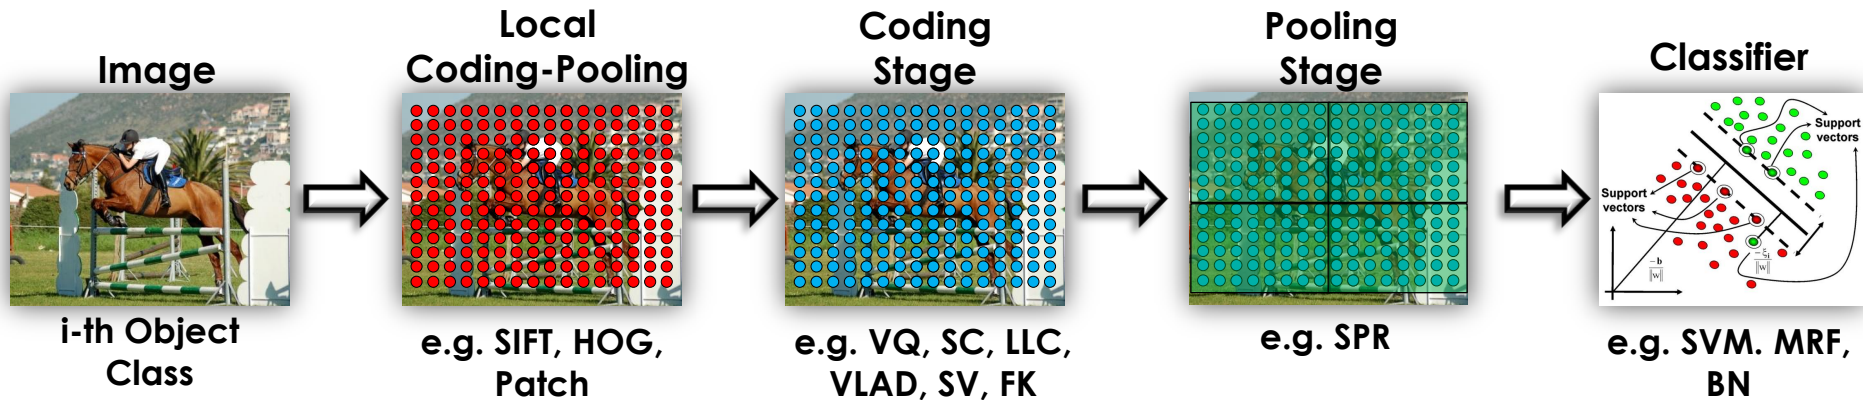 Image
i-th Object
Class
Local
Coding-Pooling
e.g. SIFT, HOG,
Patch
Coding
Stage
e.g. VQ, SC, LLC,
VLAD, SV, FK
Pooling
Stage
e.g. SPR
Classifier
Support
vectors
Support
vectors
-b
|w|
-ξi
|w|
e.g. SVM. MRF,
BN